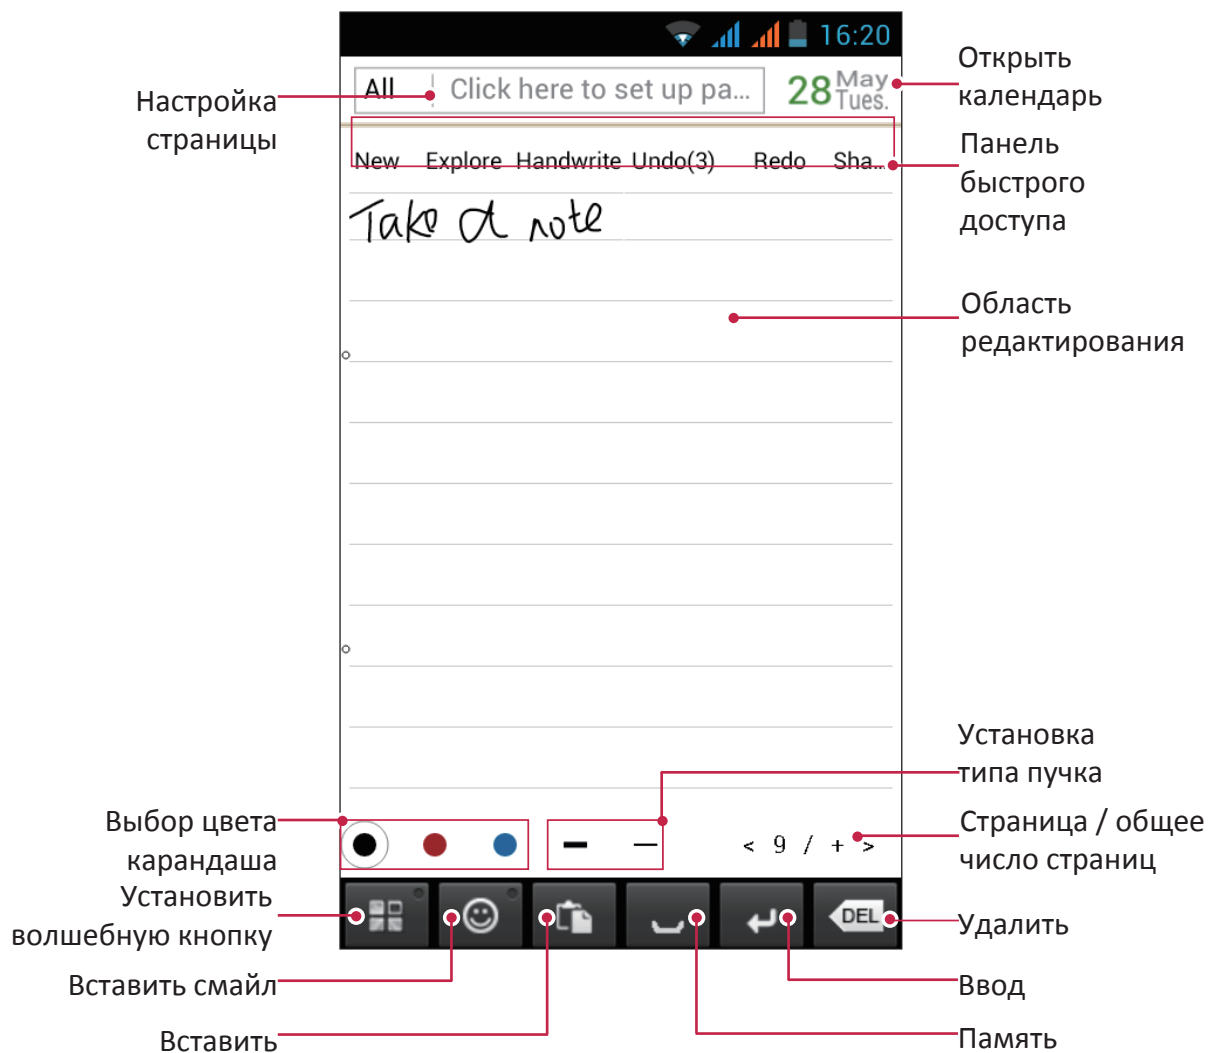 16:20
All
Click here to set up pa...
28 May
Tues.
Открыть
календарь
Настройка
страницы
New Explore Handwrite Undo(3) Redo Sha...
Панель
быстрого
доступа
Take a note
Область
редактирования
Установка
типа пучка
Выбор цвета
карандаша
< 9 / + >
Страница / общее
число страниц
Установить
волшебную кнопку
DEL
Удалить
Вставить смайл
Ввод
Вставить
Память